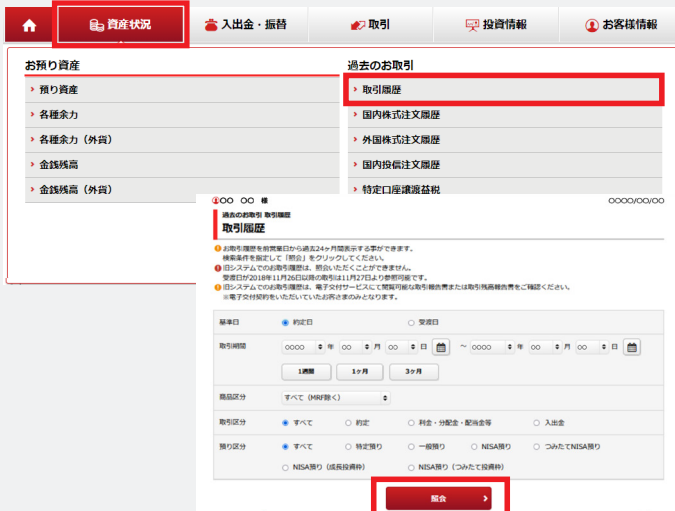 資産状況 入出金・振替 取引 投資情報 お客様情報
お預り資産 過去のお取引
預り資産 取引履歴
各種余力 国内株式注文履歴
各種余力（外貨） 外国株式注文履歴
金銭残高 国内投信注文履歴
金銭残高（外貨） 特定口座譲渡益税
○○ ○○ 様 0000/00/00
過去のお取引 取引履歴
取引履歴
お取引履歴を前営業日から過去24ヶ月間表示する事ができます。
検索条件を指定して「照会」をクリックしてください。
旧システムでのお取引履歴は、照会いただくことができません。
受渡日が2018年11月26日以降の取引は11月27日より参照可能です。
旧システムでのお取引履歴は、電子交付サービスにて閲覧可能な取引報告書または取引残高報告書をご確認ください。
※電子交付契約をいただいていたお客さまのみとなります。
基準日 約定日 受渡日
取引期間 0000 年 00 月 00 日 ～ 0000 年 00 月 00 日
1週間 1ヶ月 3ヶ月
商品区分 すべて（MRF除く）
取引区分 すべて 約定 利金・分配金・配当金等 入出金
預り区分 すべて 特定預り 一般預り NISA預り つみたてNISA預り
NISA預り（成長投資枠） NISA預り（つみたて投資枠）
照会